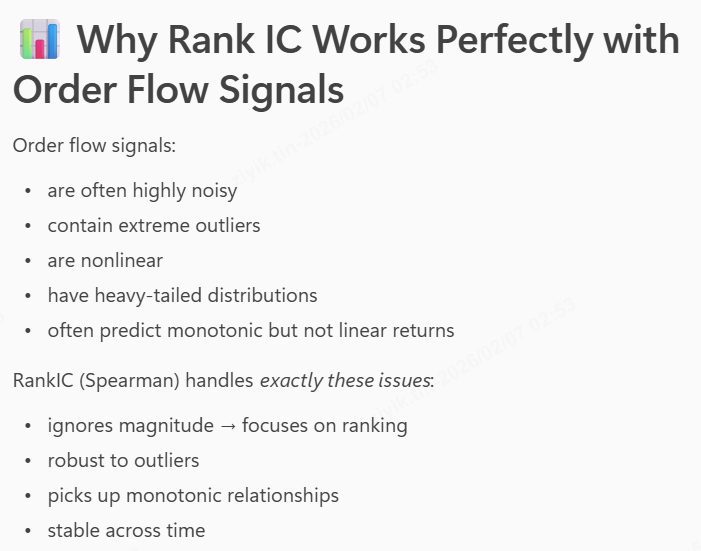 📊 Why Rank IC Works Perfectly with
Order Flow Signals
Order flow signals:
• are often highly noisy
• contain extreme outliers
• are nonlinear
• have heavy-tailed distributions
• often predict monotonic but not linear returns
RankIC (Spearman) handles exactly these issues:
• ignores magnitude → focuses on ranking
• robust to outliers
• picks up monotonic relationships
• stable across time